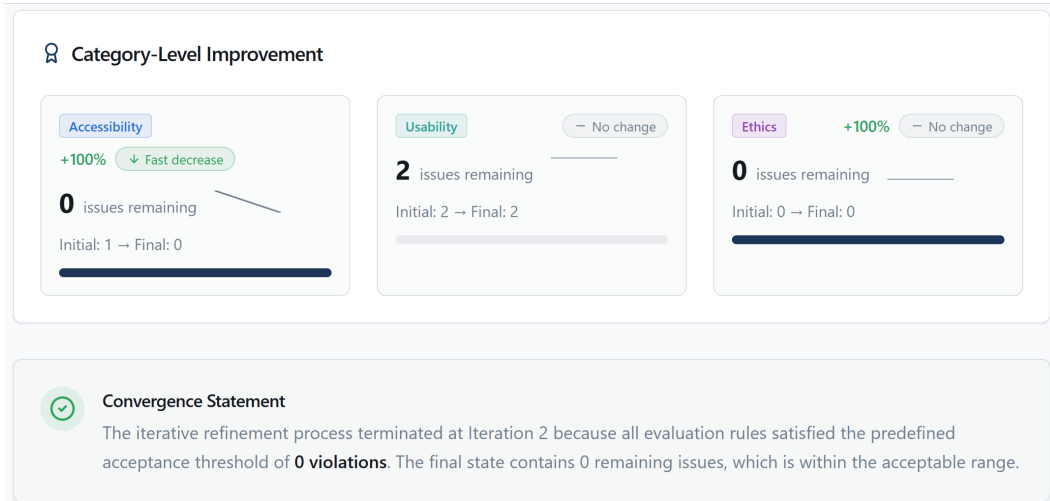 Category-Level Improvement
Accessibility
+100% ↓ Fast decrease
0 issues remaining
Initial: 1 → Final: 0
Usability − No change
2 issues remaining
Initial: 2 → Final: 2
Ethics +100% − No change
0 issues remaining
Initial: 0 → Final: 0
Convergence Statement
The iterative refinement process terminated at Iteration 2 because all evaluation rules satisfied the predefined
acceptance threshold of 0 violations. The final state contains 0 remaining issues, which is within the acceptable range.